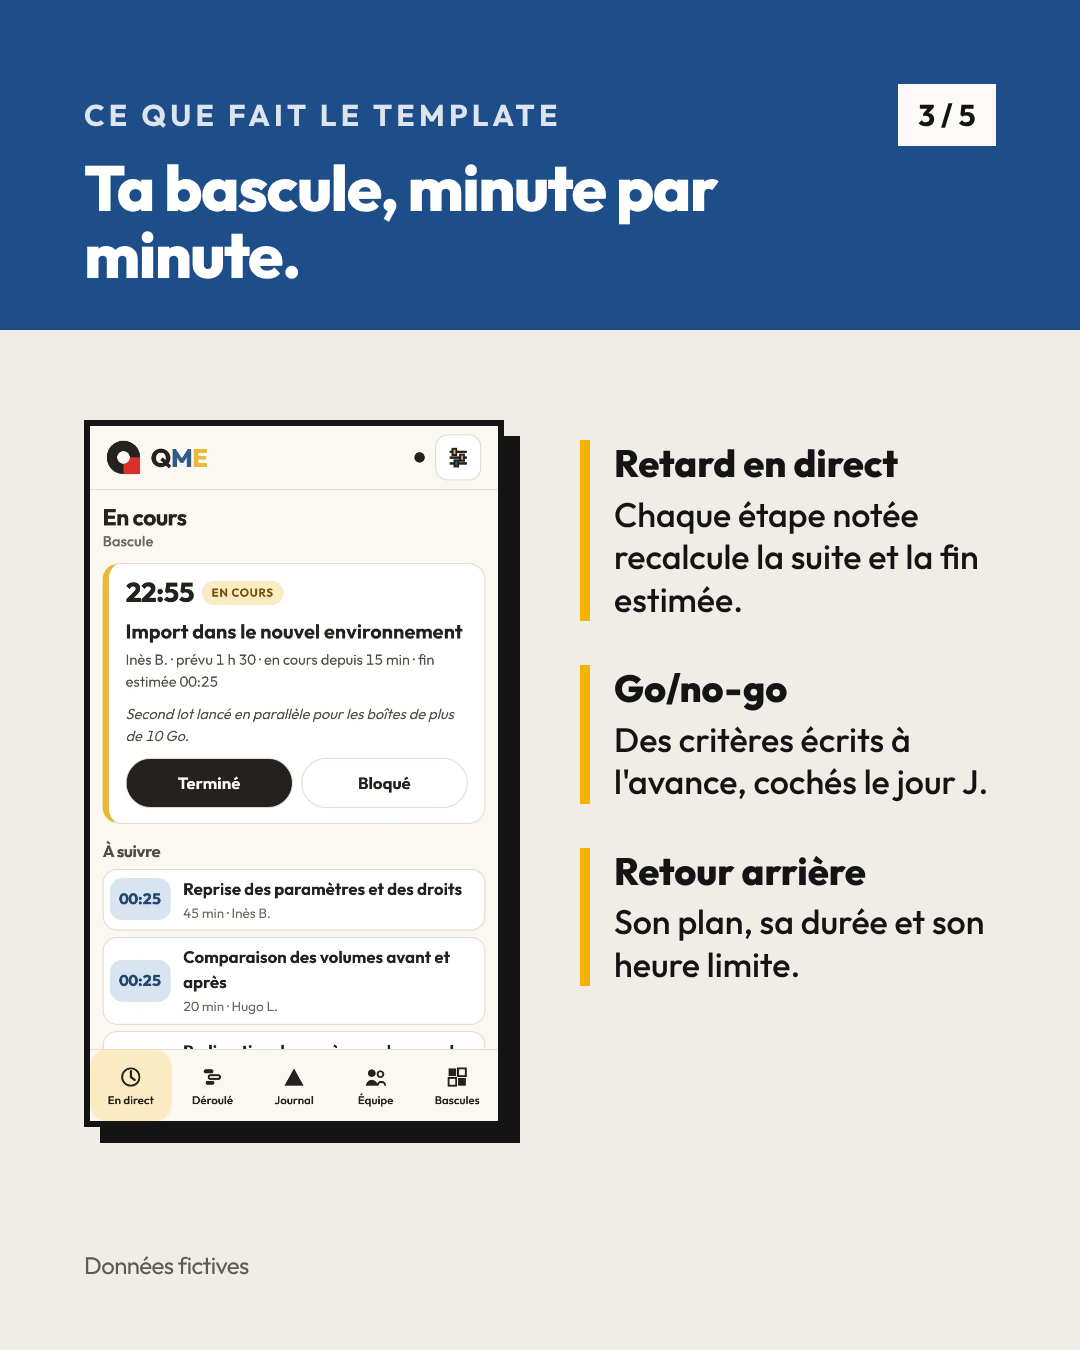 CE QUE FAIT LE TEMPLATE
3 / 5
Ta bascule, minute par
minute.
QME
En cours
Bascule
22:55 EN COURS
Import dans le nouvel environnement
Inès B. · prévu 1 h 30 · en cours depuis 15 min · fin
estimée 00:25
Second lot lancé en parallèle pour les boîtes de plus
de 10 Go.
Terminé
Bloqué
À suivre
00:25
Reprise des paramètres et des droits
45 min · Inès B.
00:25
Comparaison des volumes avant et
après
20 min · Hugo L.
En direct
Déroulé
Journal
Équipe
Bascules
Retard en direct
Chaque étape notée
recalcule la suite et la fin
estimée.
Go/no-go
Des critères écrits à
l'avance, cochés le jour J.
Retour arrière
Son plan, sa durée et son
heure limite.
Données fictives